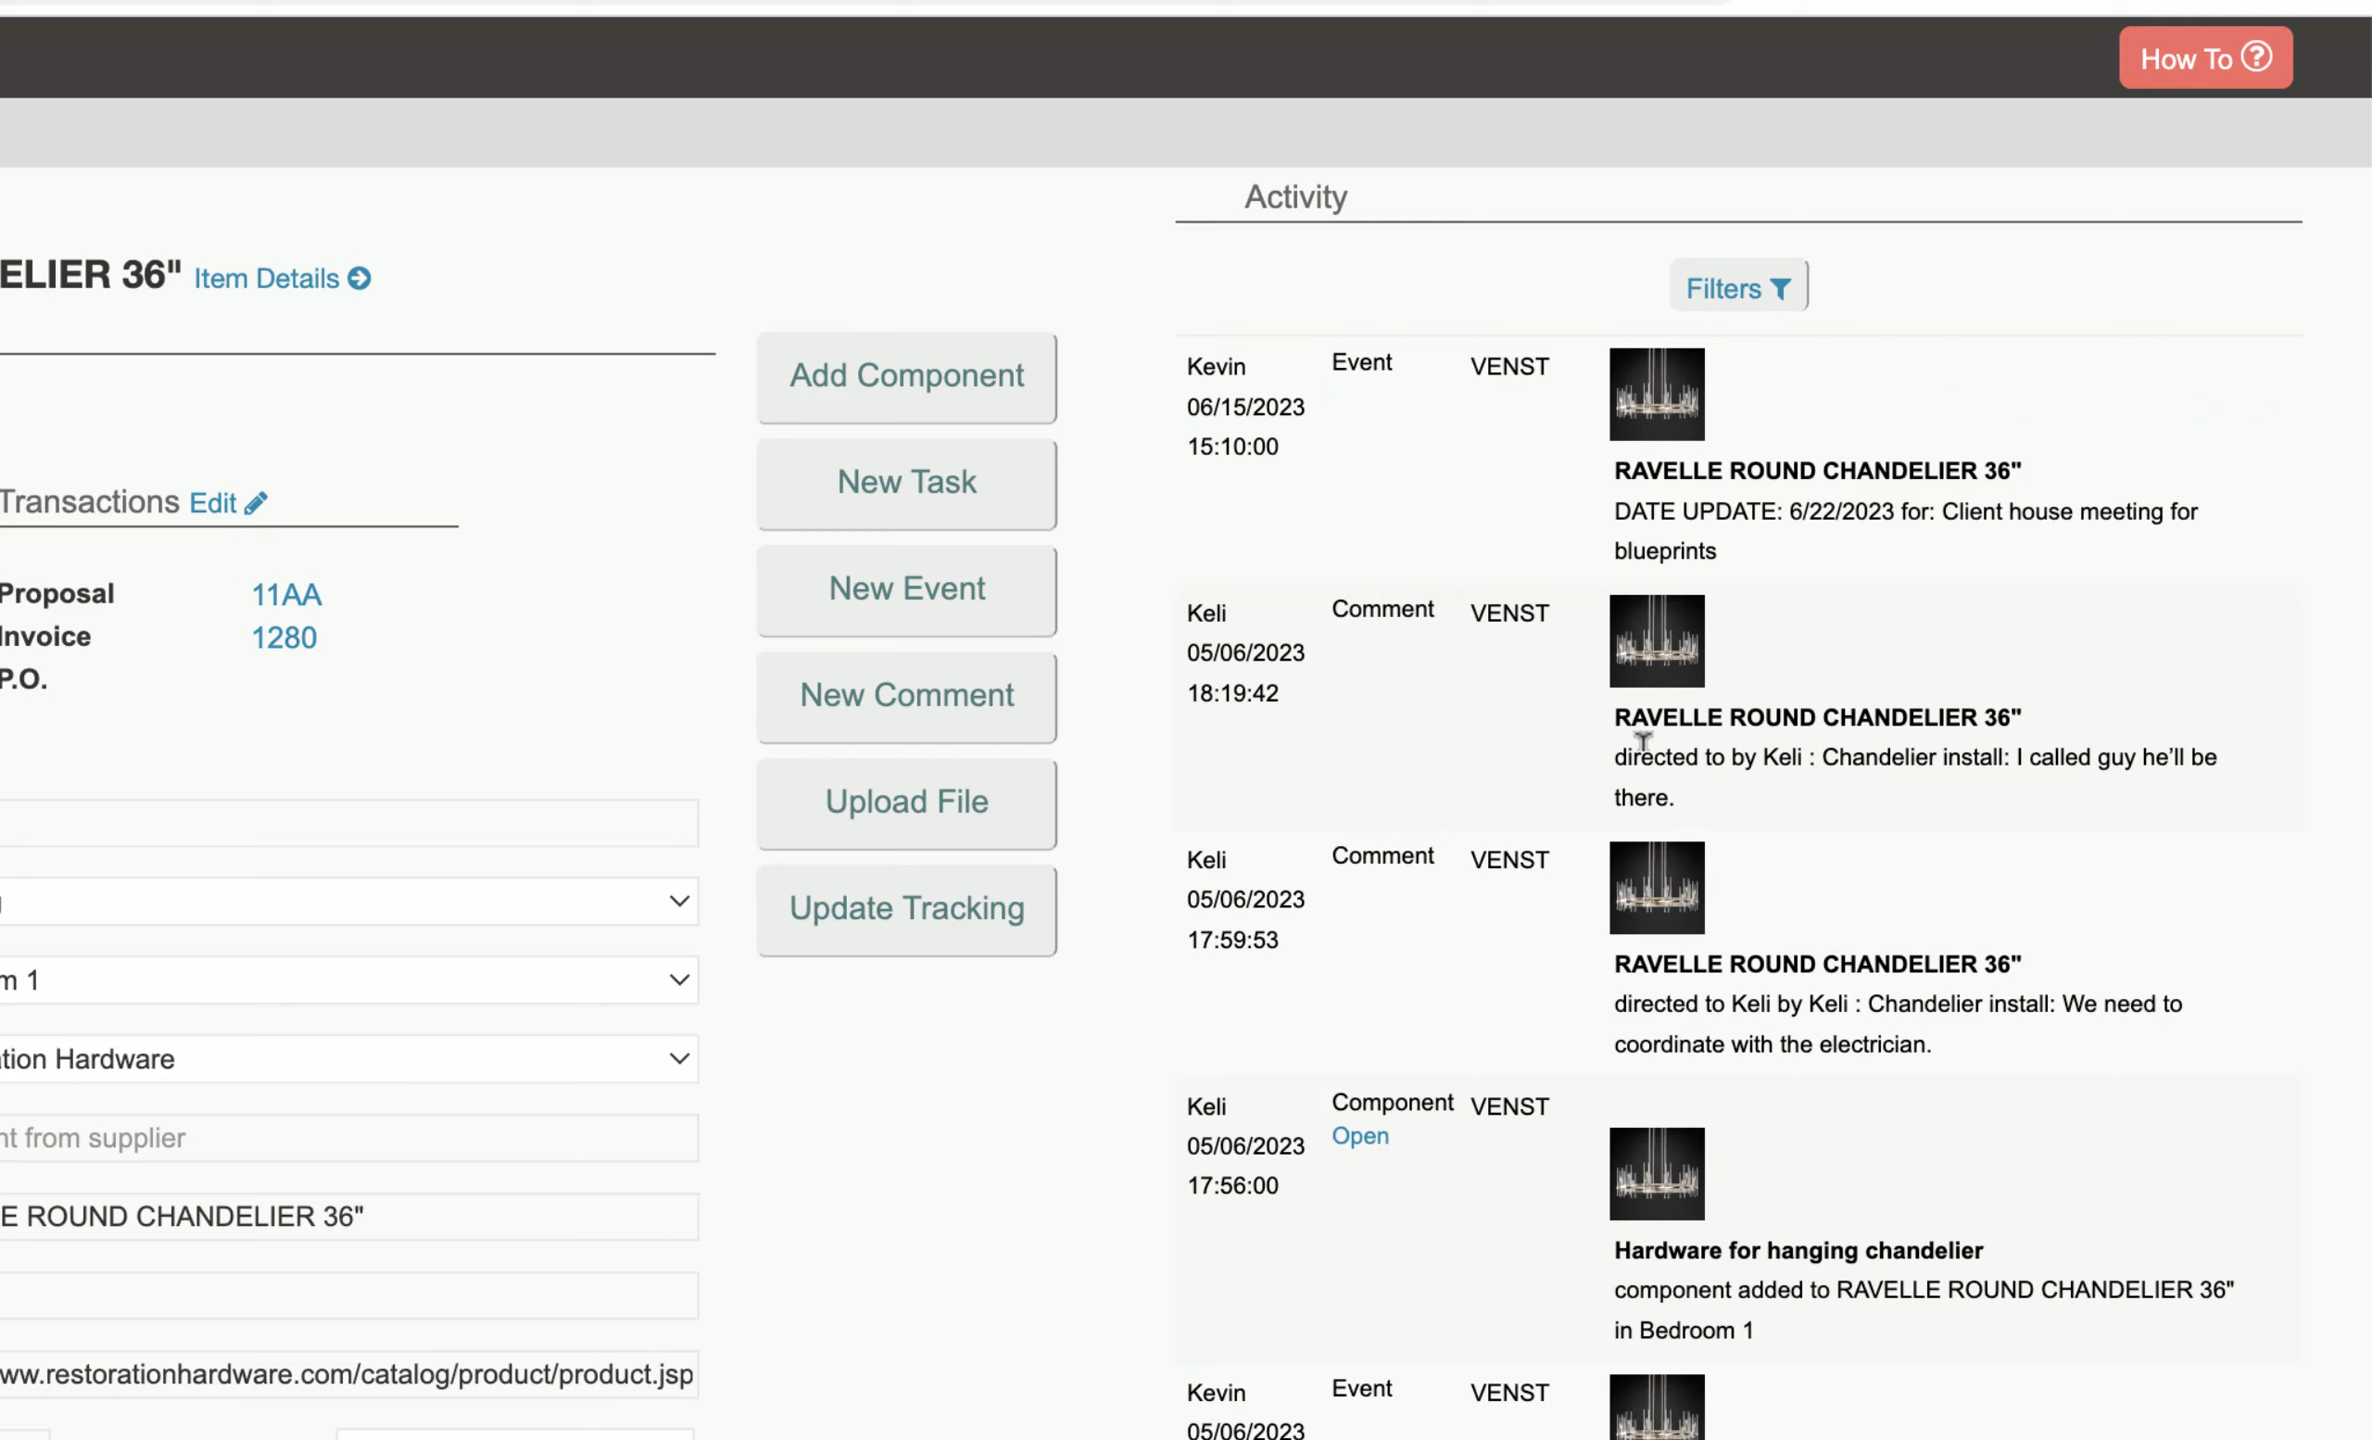 How To
Activity
ELIER 36" Item Details
Filters
Add Component
New Task
New Event
New Comment
Upload File
Update Tracking
Transactions Edit
Proposal 11AA
Invoice 1280
P.O.
m 1
ation Hardware
nt from supplier
E ROUND CHANDELIER 36"
ww.restorationhardware.com/catalog/product/product.jsp
Kevin Event VENST
06/15/2023
15:10:00
RAVELLE ROUND CHANDELIER 36"
DATE UPDATE: 6/22/2023 for: Client house meeting for
blueprints
Keli Comment VENST
05/06/2023
18:19:42
RAVELLE ROUND CHANDELIER 36"
directed to by Keli : Chandelier install: I called guy he'll be
there.
Keli Comment VENST
05/06/2023
17:59:53
RAVELLE ROUND CHANDELIER 36"
directed to Keli by Keli : Chandelier install: We need to
coordinate with the electrician.
Keli Component VENST
Open
05/06/2023
17:56:00
Hardware for hanging chandelier
component added to RAVELLE ROUND CHANDELIER 36"
in Bedroom 1
Kevin Event VENST
05/06/2023